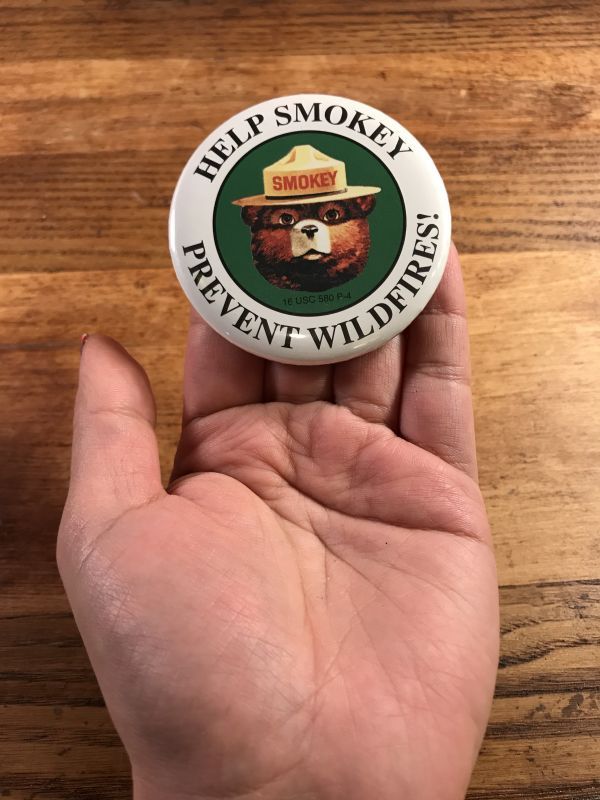 HELP SMOKEY
SMOKEY
16 USC 580 P-4
PREVENT WILDFIRES!